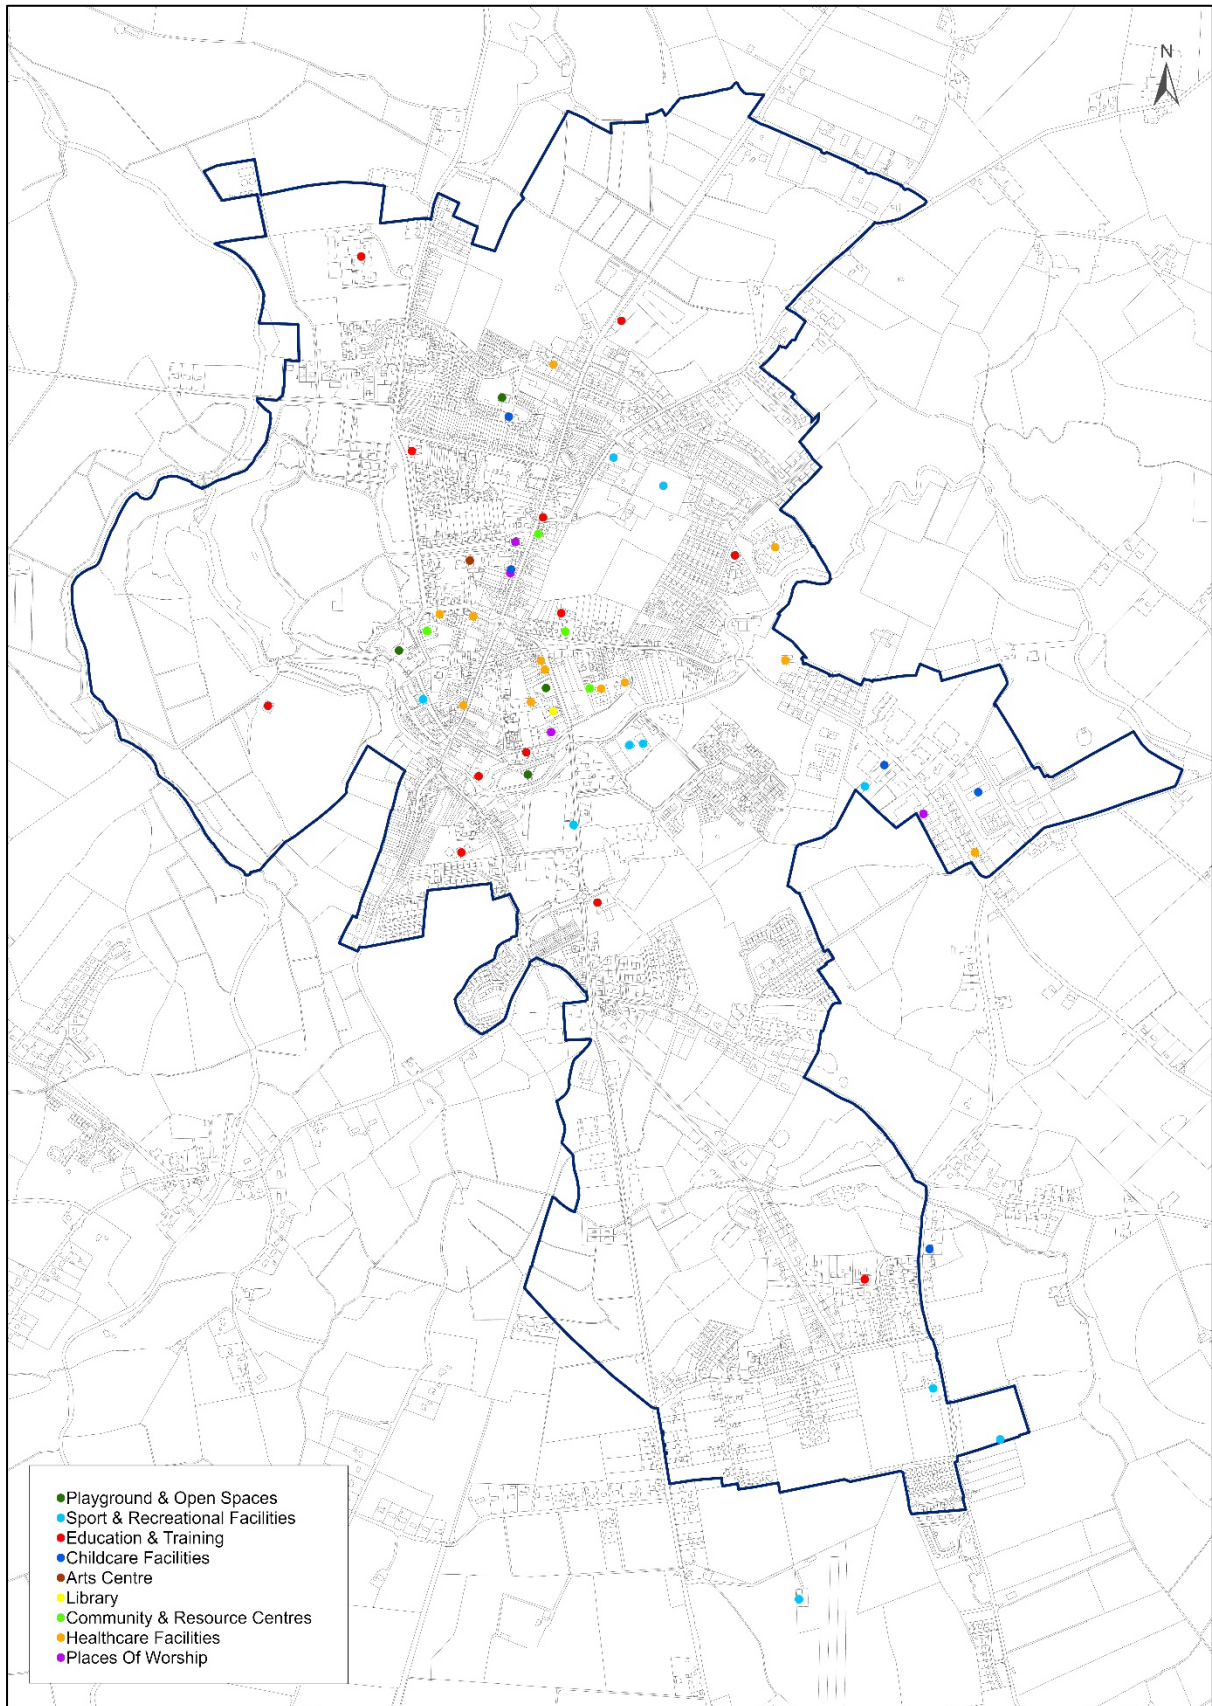 N
Playground & Open Spaces
Sport & Recreational Facilities
Education & Training
Childcare Facilities
Arts Centre
Library
Community & Resource Centres
Healthcare Facilities
Places Of Worship